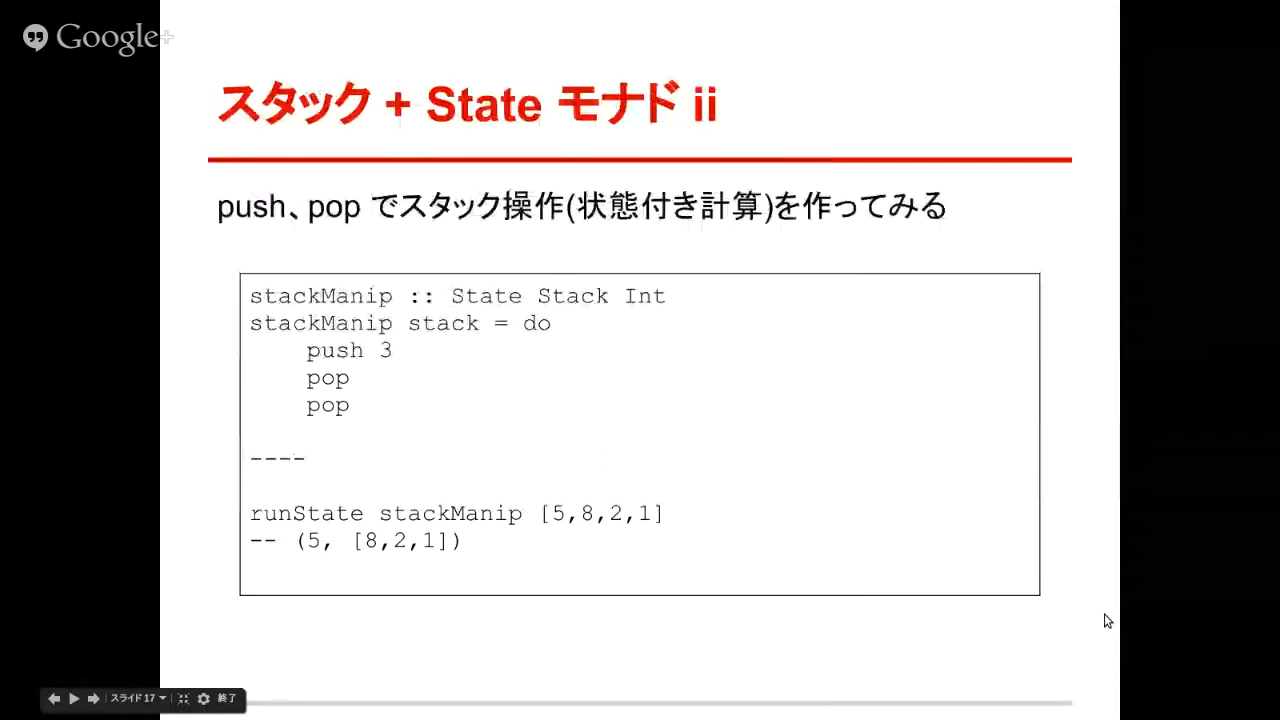 Google+
スタック + State モナド ii
push、pop でスタック操作(状態付き計算)を作ってみる
stackManip :: State Stack Int
stackManip stack = do
    push 3
    pop
    pop
----
runState stackManip [5,8,2,1]
-- (5, [8,2,1])
スライド 17
終了